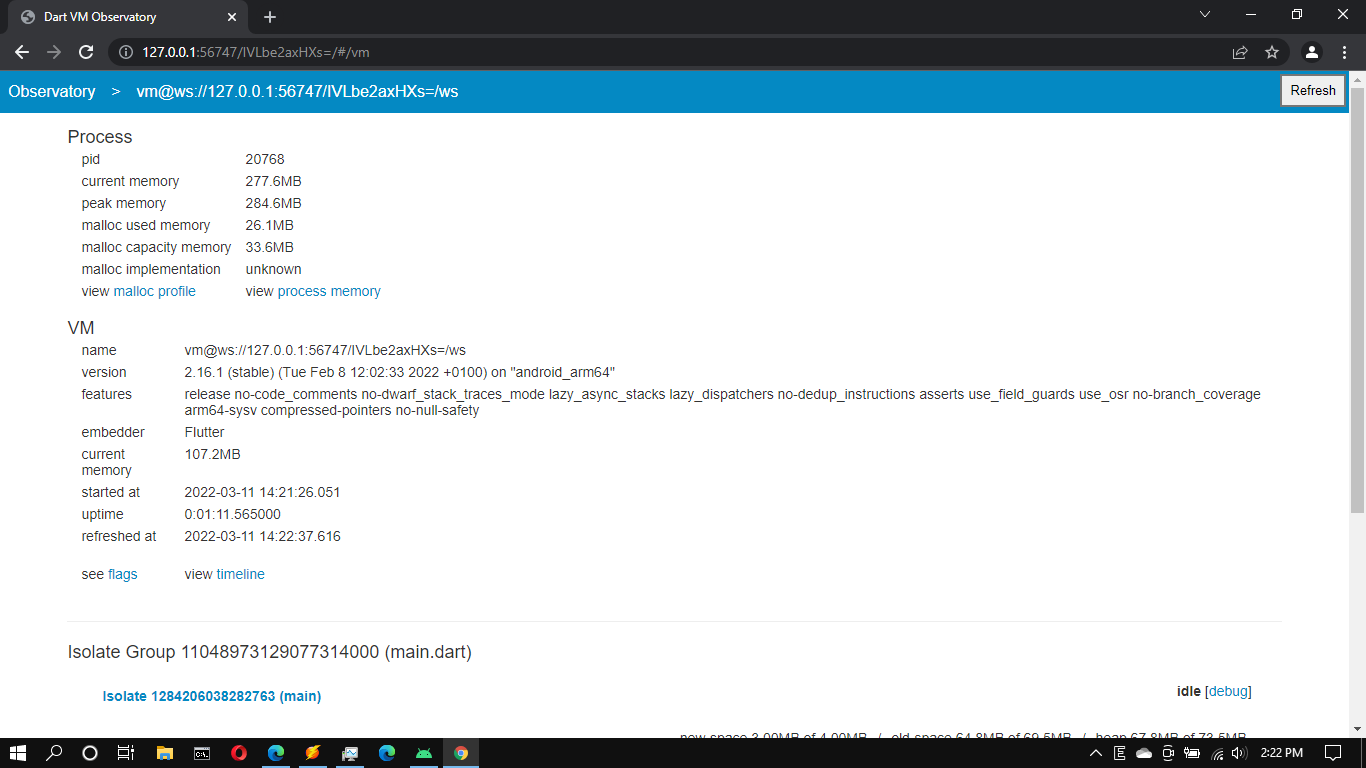 Dart VM Observatory
127.0.0.1:56747/IVLbe2axHXs=/#/vm
Observatory > vm@ws://127.0.0.1:56747/IVLbe2axHXs=/ws Refresh
Process
pid 20768
current memory 277.6MB
peak memory 284.6MB
malloc used memory 26.1MB
malloc capacity memory 33.6MB
malloc implementation unknown
view malloc profile view process memory
VM
name vm@ws://127.0.0.1:56747/IVLbe2axHXs=/ws
version 2.16.1 (stable) (Tue Feb 8 12:02:33 2022 +0100) on "android_arm64"
features release no-code_comments no-dwarf_stack_traces_mode lazy_async_stacks lazy_dispatchers no-dedup_instructions asserts use_field_guards use_osr no-branch_coverage
arm64-sysv compressed-pointers no-null-safety
embedder Flutter
current 107.2MB
memory
started at 2022-03-11 14:21:26.051
uptime 0:01:11.565000
refreshed at 2022-03-11 14:22:37.616
see flags view timeline
Isolate Group 11048973129077314000 (main.dart)
Isolate 1284206038282763 (main) idle [debug]
new-space 3.00MB of 4.00MB / old-space 64.8MB of 69.5MB / heap 67.8MB of 73.5MB
2:22 PM